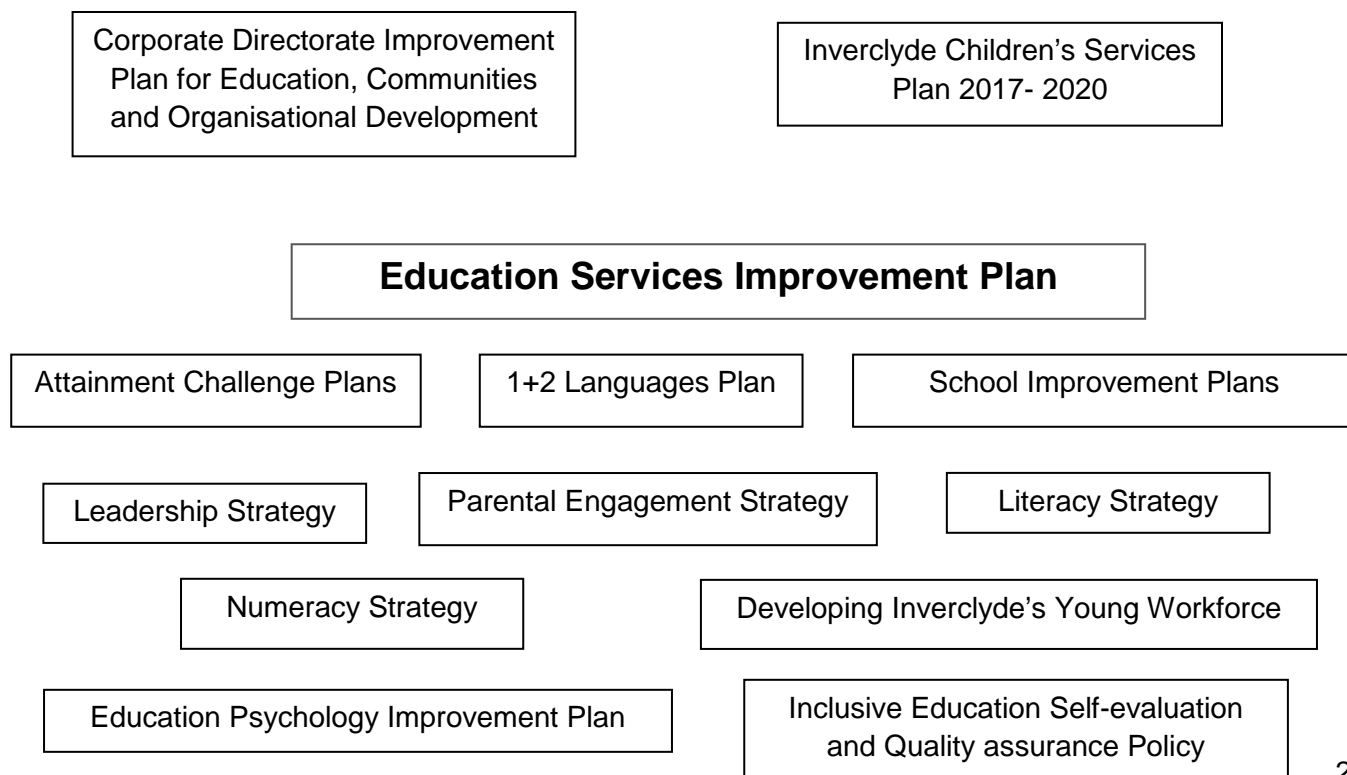 Corporate Directorate Improvement
Plan for Education, Communities
and Organisational Development
Inverclyde Children’s Services
Plan 2017- 2020
Education Services Improvement Plan
Attainment Challenge Plans
1+2 Languages Plan
School Improvement Plans
Leadership Strategy
Parental Engagement Strategy
Literacy Strategy
Numeracy Strategy
Developing Inverclyde’s Young Workforce
Education Psychology Improvement Plan
Inclusive Education Self-evaluation
and Quality assurance Policy
2